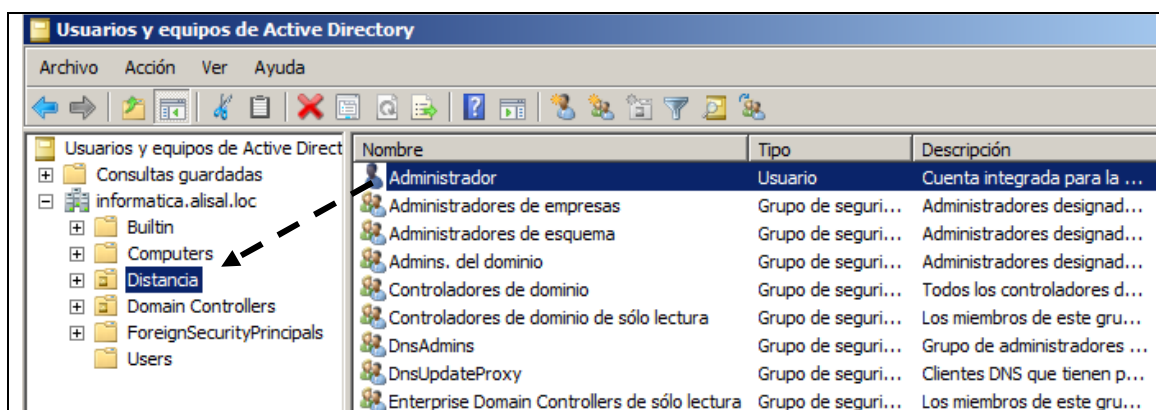 Usuarios y equipos de Active Directory
Archivo Acción Ver Ayuda
Usuarios y equipos de Active Direct
Consultas guardadas
informatica.alisal.loc
Builtin
Computers
Distancia
Domain Controllers
ForeignSecurityPrincipals
Users
Nombre Tipo Descripción
Administrador Usuario Cuenta integrada para la ...
Administradores de empresas Grupo de seguri... Administradores designad...
Administradores de esquema Grupo de seguri... Administradores designad...
Admins. del dominio Grupo de seguri... Administradores designad...
Controladores de dominio Grupo de seguri... Todos los controladores d...
Controladores de dominio de sólo lectura Grupo de seguri... Los miembros de este gru...
DnsAdmins Grupo de seguri... Grupo de administradores ...
DnsUpdateProxy Grupo de seguri... Clientes DNS que tienen p...
Enterprise Domain Controllers de sólo lectura Grupo de seguri... Los miembros de este gru...